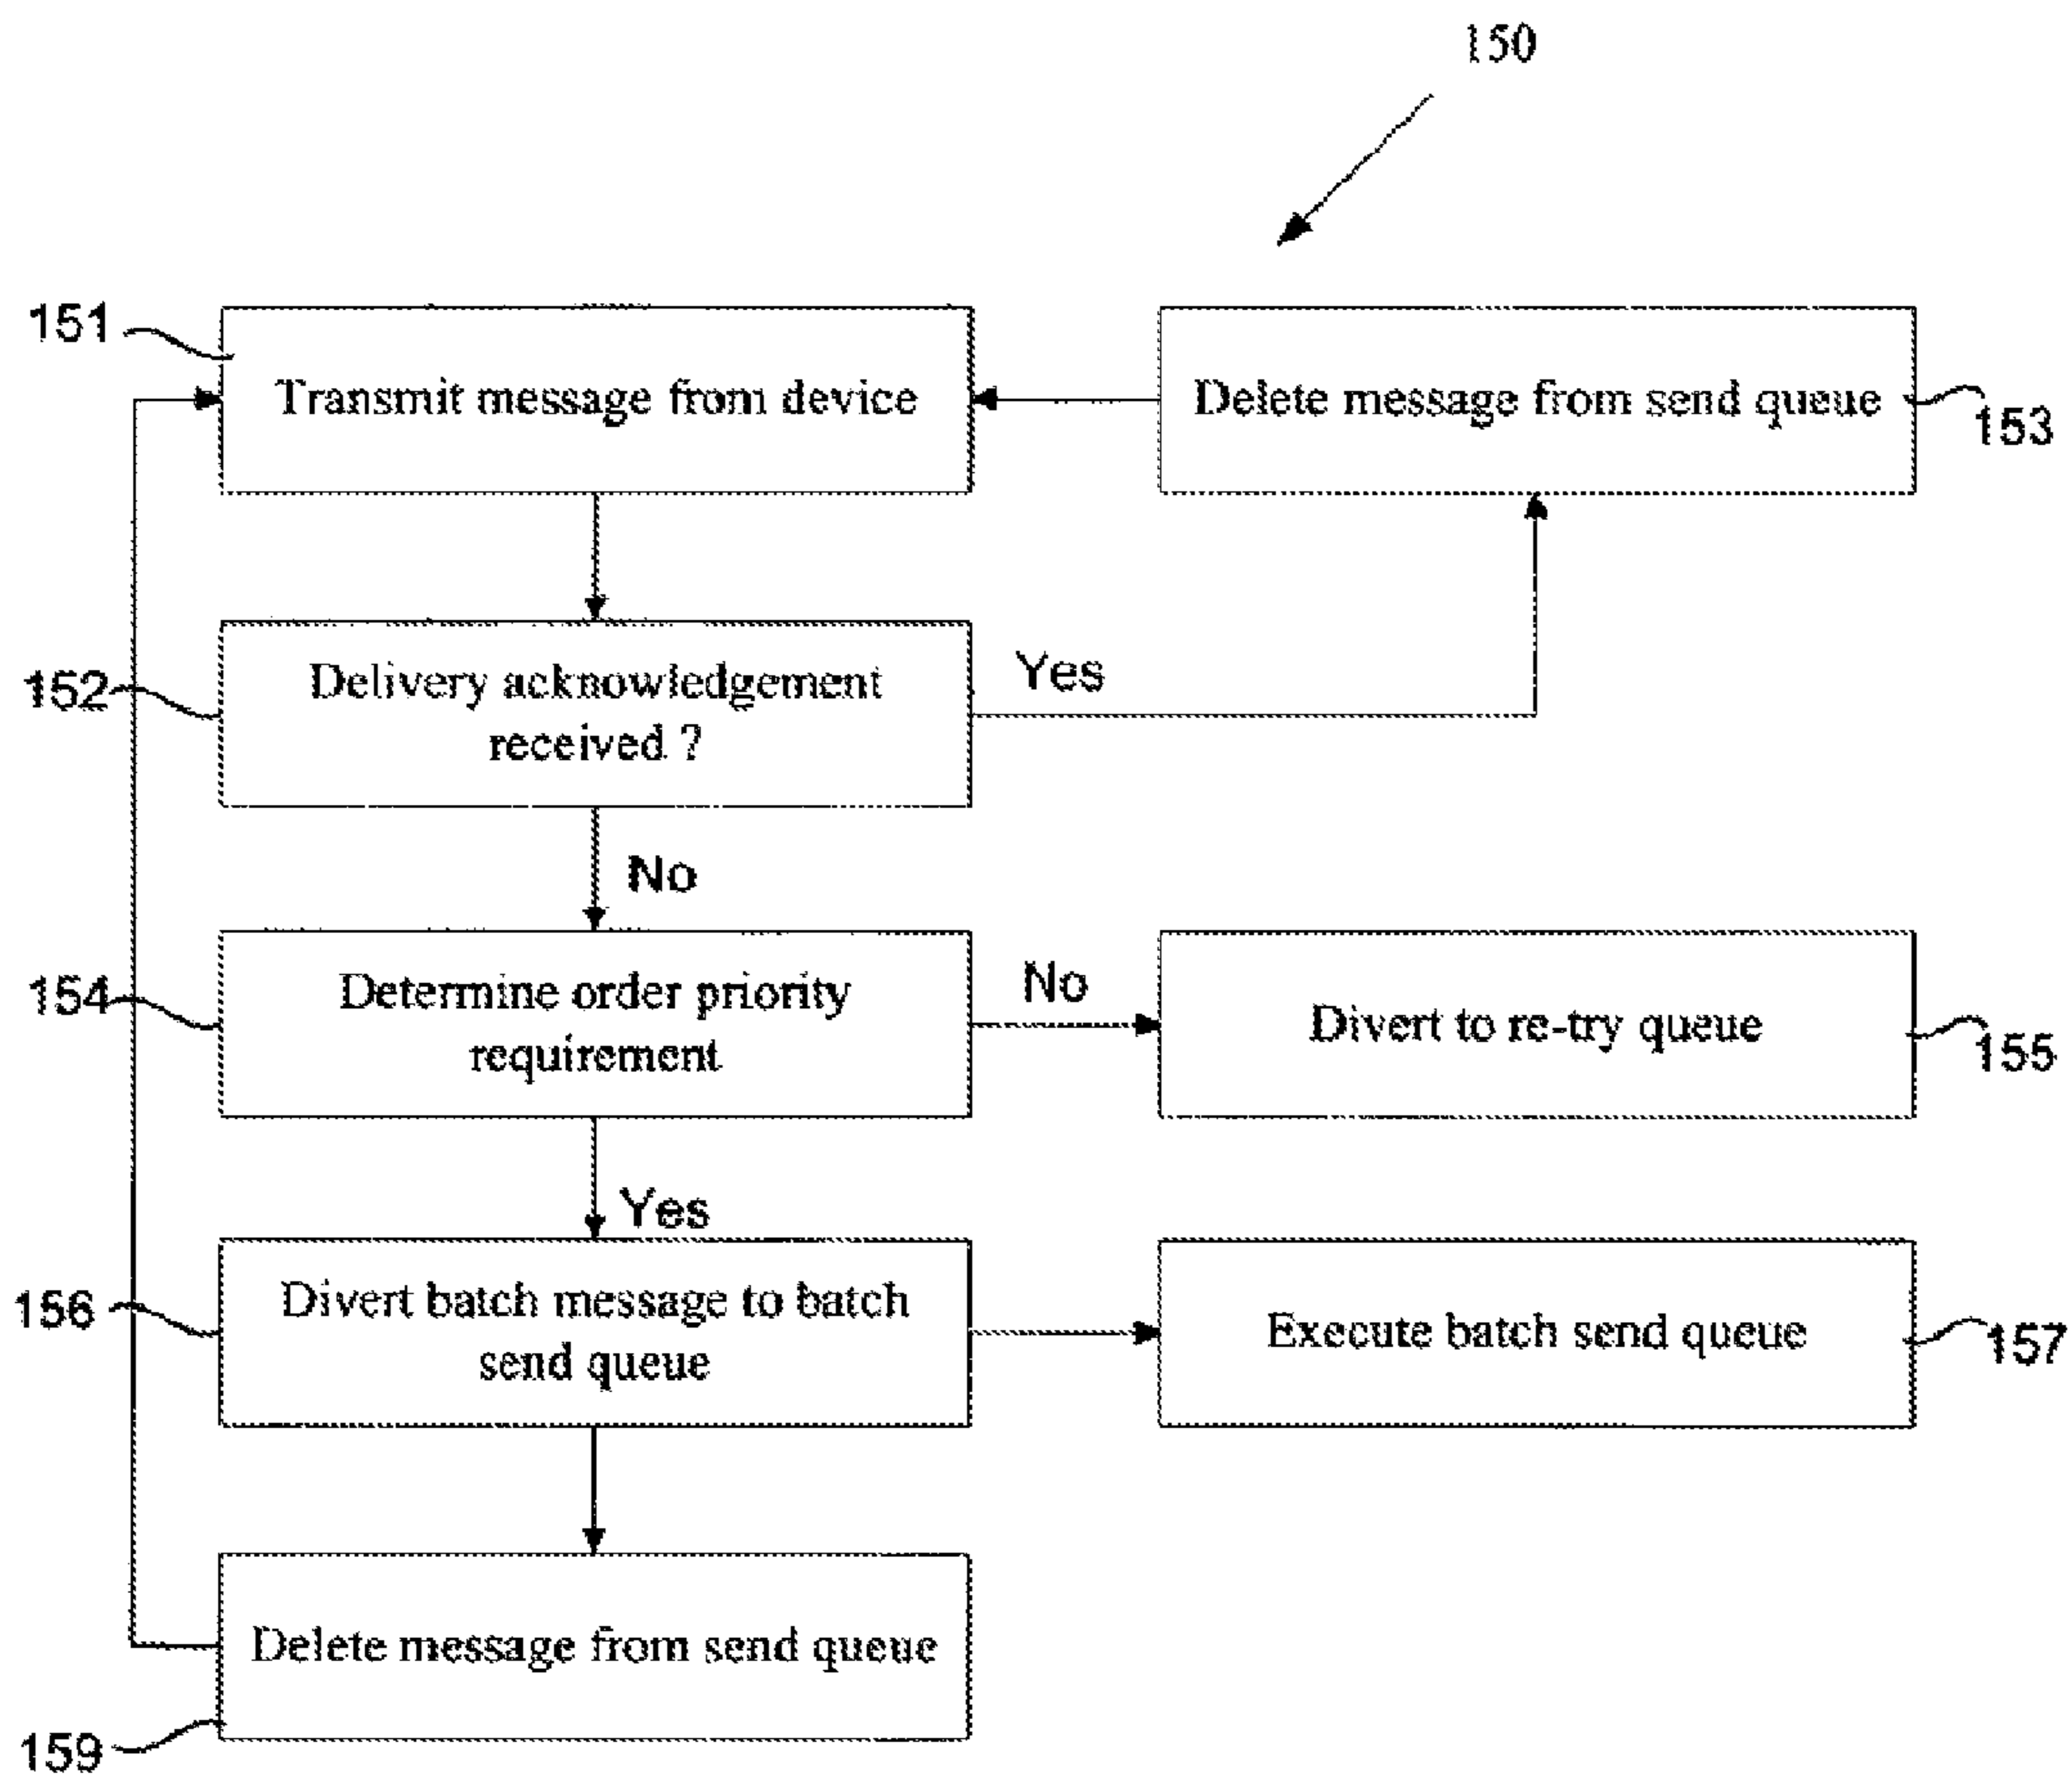 150
151
Transmit message from device
Delete message from send queue
153
152
Delivery acknowledgement
received ?
Yes
No
154
Determine order priority
requirement
No
Divert to re-try queue
155
Yes
156
Divert batch message to batch
send queue
Execute batch send queue
157
Delete message from send queue
159